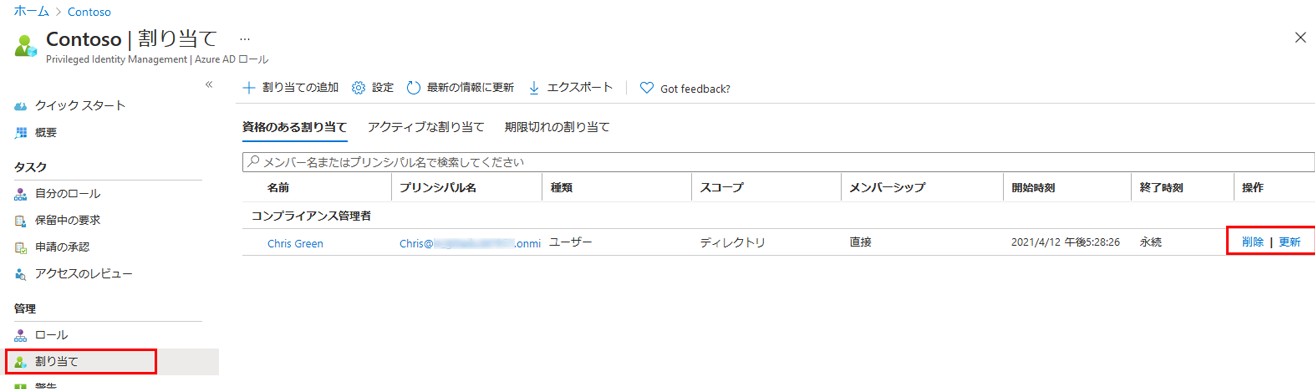 ホーム > Contoso
Contoso | 割り当て ...
Privileged Identity Management | Azure AD ロール
クイック スタート
概要
タスク
自分のロール
保留中の要求
申請の承認
アクセスのレビュー
管理
ロール
割り当て
警告
割り当ての追加 設定 最新の情報に更新 エクスポート Got feedback?
資格のある割り当て アクティブな割り当て 期限切れの割り当て
メンバー名またはプリンシパル名で検索してください
名前 プリンシパル名 種類 スコープ メンバーシップ 開始時刻 終了時刻 操作
コンプライアンス管理者
Chris Green Chris@ .onmi ユーザー ディレクトリ 直接 2021/4/12 午後5:28:26 永続 削除 | 更新